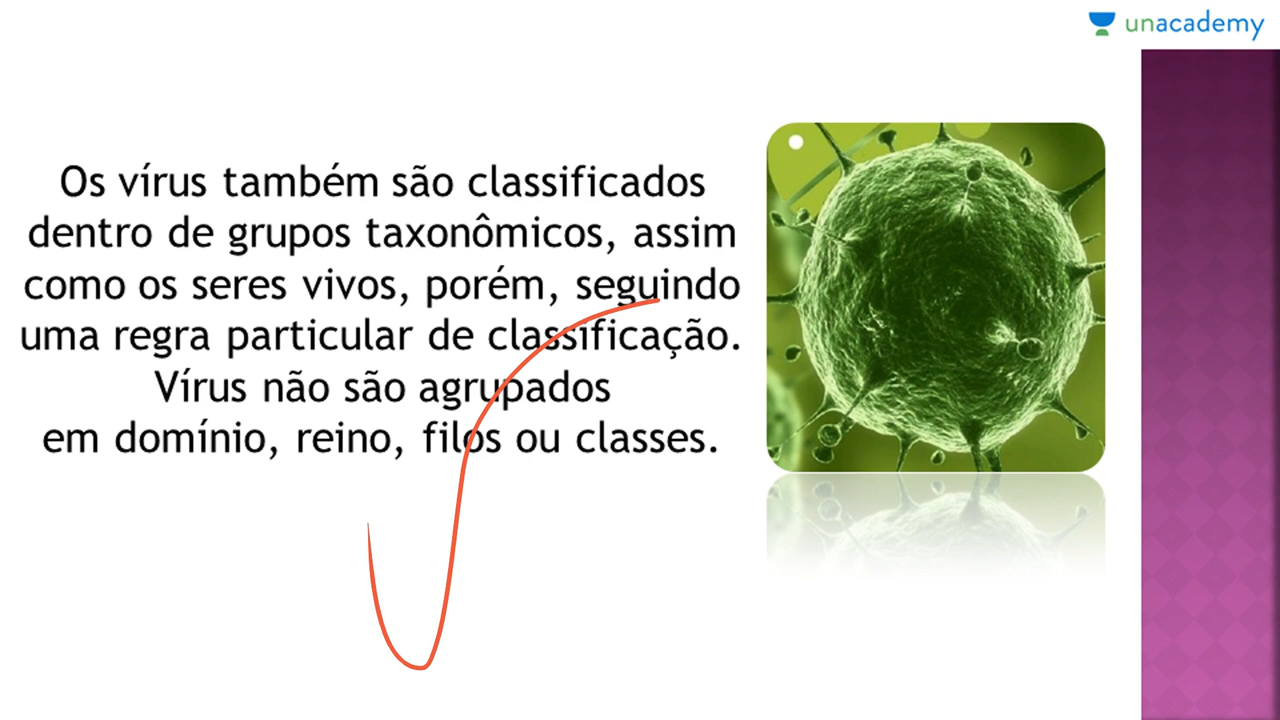 unacademy
Os vírus também são classificados
dentro de grupos taxonômicos, assim
como os seres vivos, porém, seguindo
uma regra particular de classificação.
Vírus não são agrupados
em domínio, reino, filos ou classes.